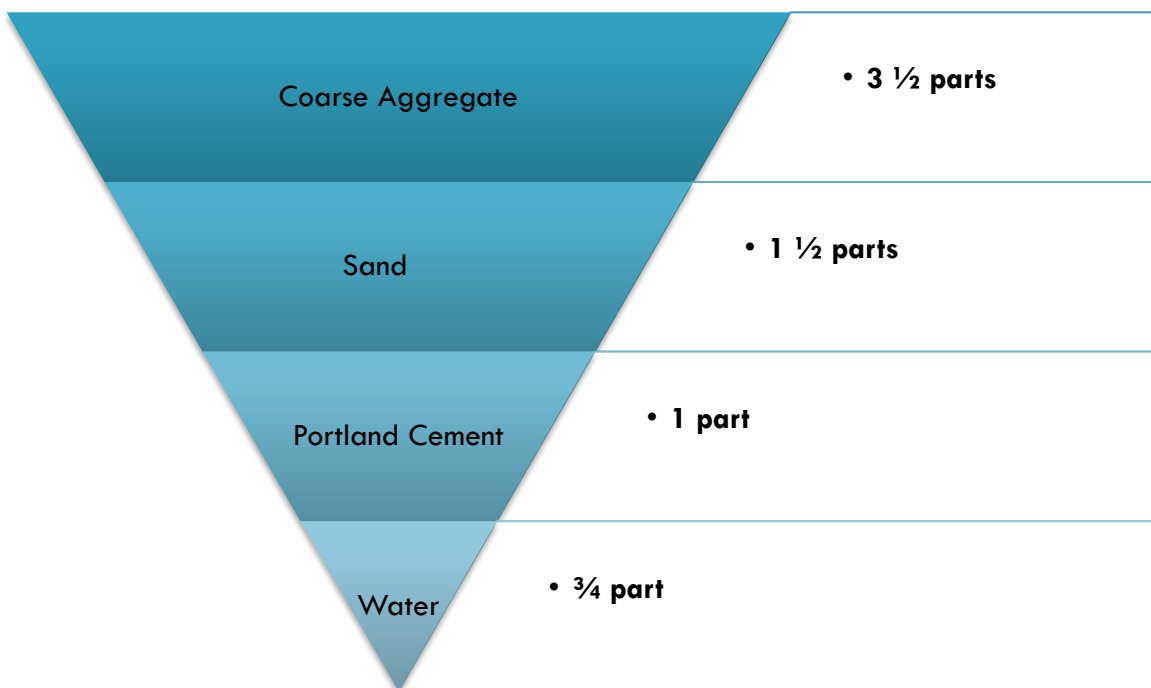 Coarse Aggregate
• 3 ½ parts
Sand
• 1 ½ parts
Portland Cement
• 1 part
Water
• ¾ part